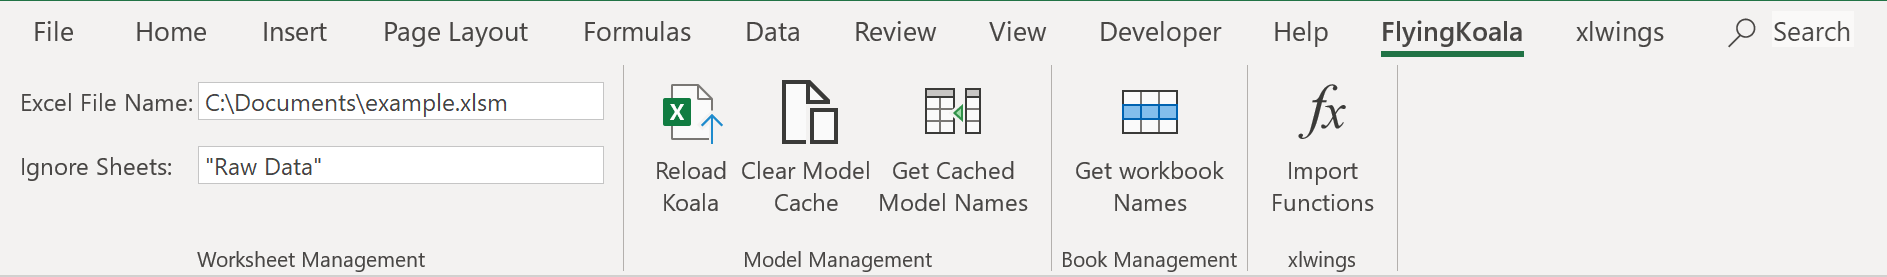 File Home Insert Page Layout Formulas Data Review View Developer Help FlyingKoala xlwings Search
Excel File Name: C:\Documents\example.xlsm
Ignore Sheets: "Raw Data"
X
Reload
Koala
Clear Model
Cache
Get Cached
Model Names
Get workbook
Names
fx
Import
Functions
Worksheet Management
Model Management
Book Management
xlwings